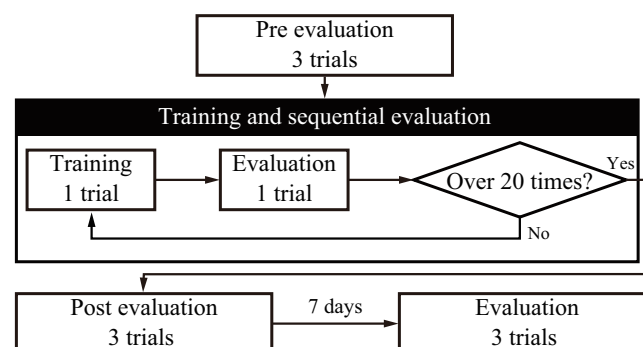 Pre evaluation
3 trials
Training and sequential evaluation
Training
1 trial
Evaluation
1 trial
Over 20 times?
Yes
No
Post evaluation
3 trials
7 days
Evaluation
3 trials